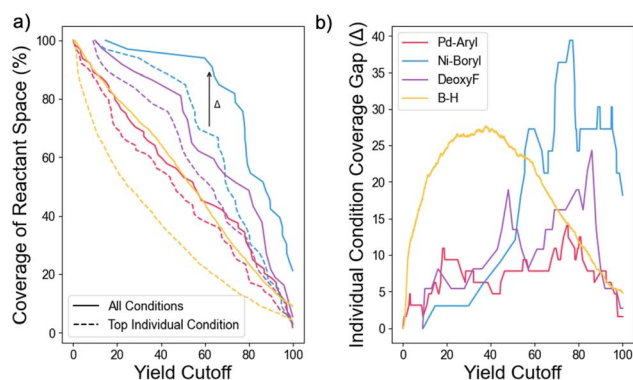 a)
Coverage of Reactant Space (%)
100
80
60
40
20
0
Δ
All Conditions
Top Individual Condition
0 20 40 60 80 100
Yield Cutoff
b)
Individual Condition Coverage Gap (Δ)
40
35
30
25
20
15
10
5
0
Pd-Aryl
Ni-Boryl
DeoxyF
B-H
0 20 40 60 80 100
Yield Cutoff